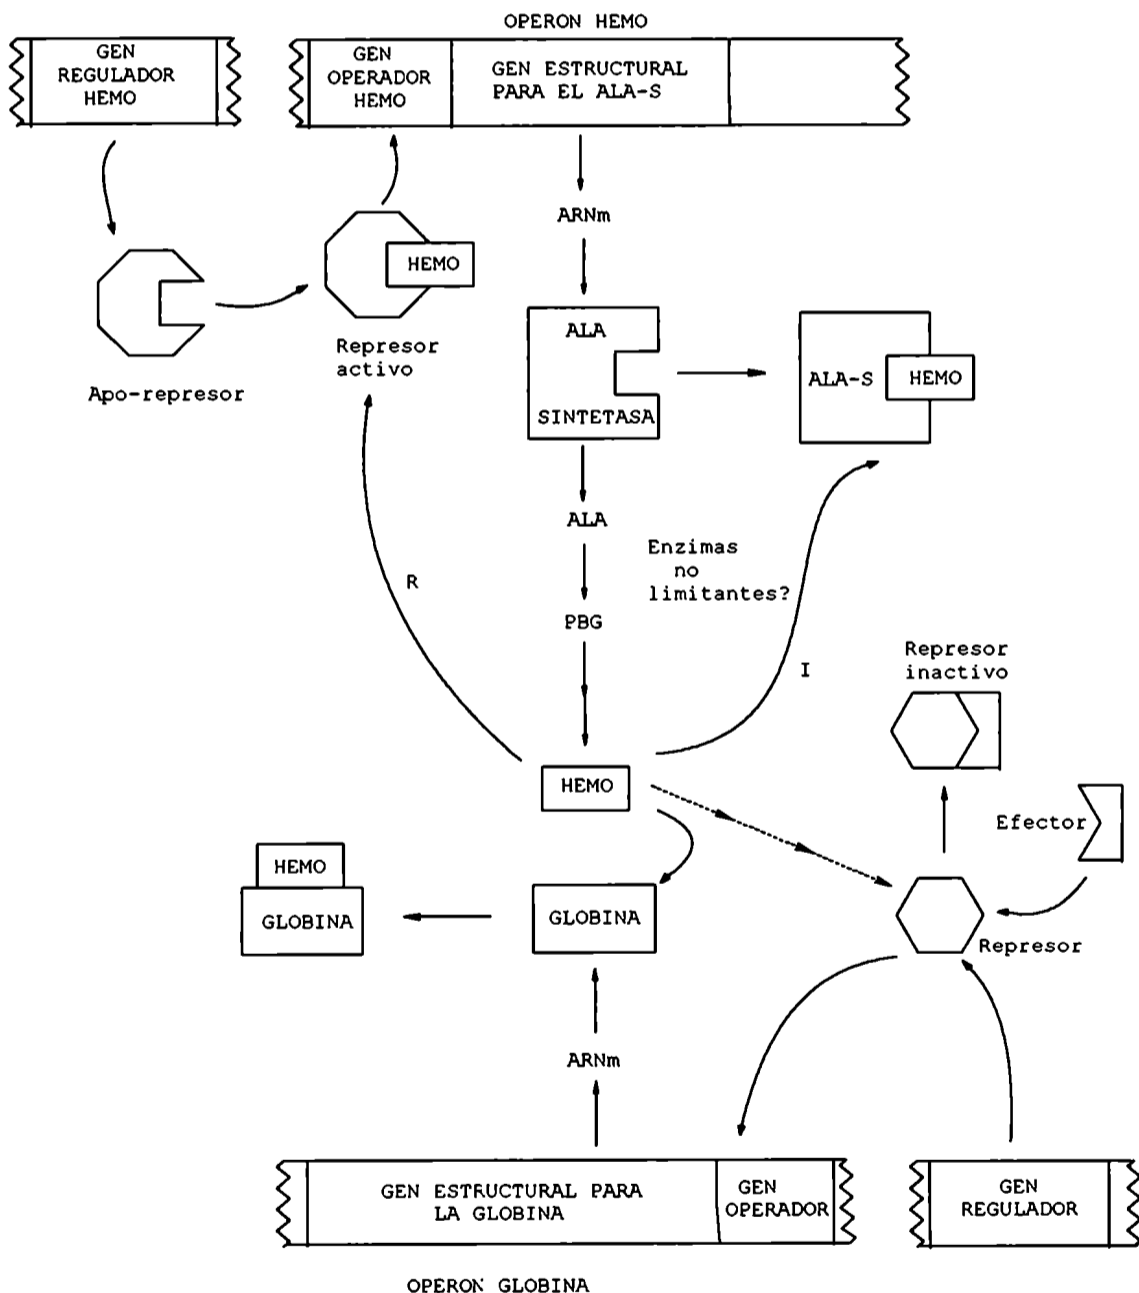 OPERON HEMO
GEN
REGULADOR
HEMO
GEN
OPERADOR
HEMO
GEN ESTRUCTURAL
PARA EL ALA-S
ARNm
HEMO
Apo-represor
Represor
activo
ALA
SINTETASA
ALA-S
HEMO
ALA
Enzimas
no
limitantes?
R
PBG
I
Represor
inactivo
HEMO
Efector
HEMO
GLOBINA
GLOBINA
Represor
ARNm
GEN ESTRUCTURAL PARA
LA GLOBINA
GEN
OPERADOR
GEN
REGULADOR
OPERON GLOBINA